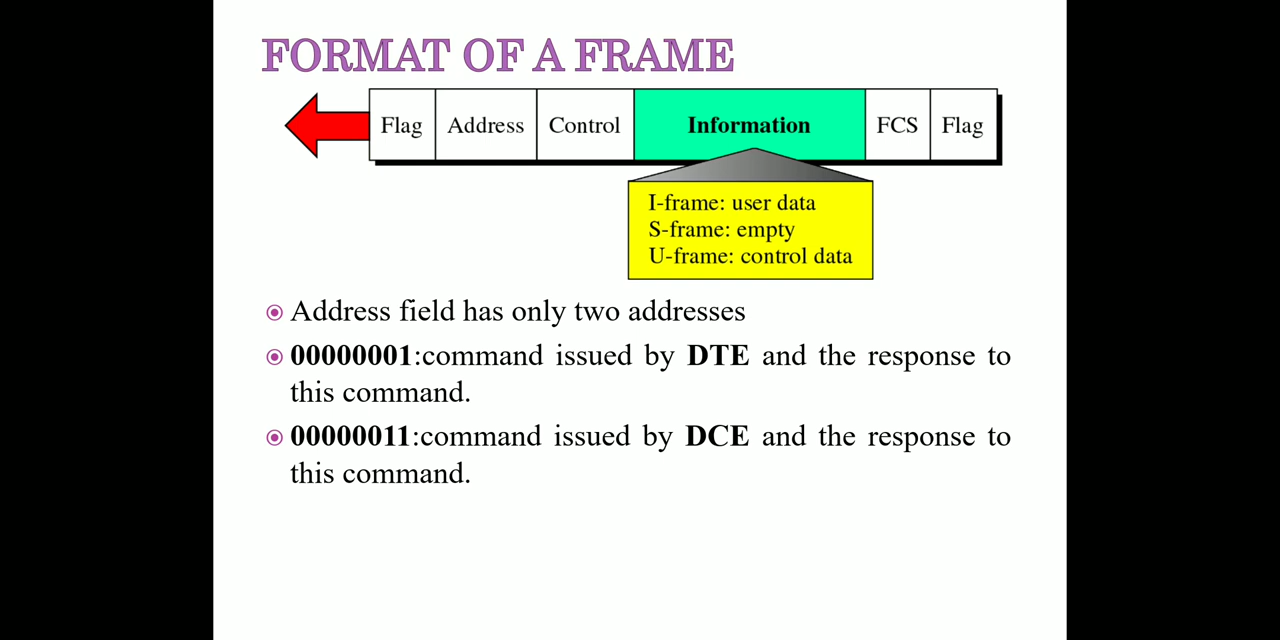 FORMAT OF A FRAME
Flag Address Control Information FCS Flag
I-frame: user data
S-frame: empty
U-frame: control data
Address field has only two addresses
00000001:command issued by DTE and the response to
this command.
00000011:command issued by DCE and the response to
this command.